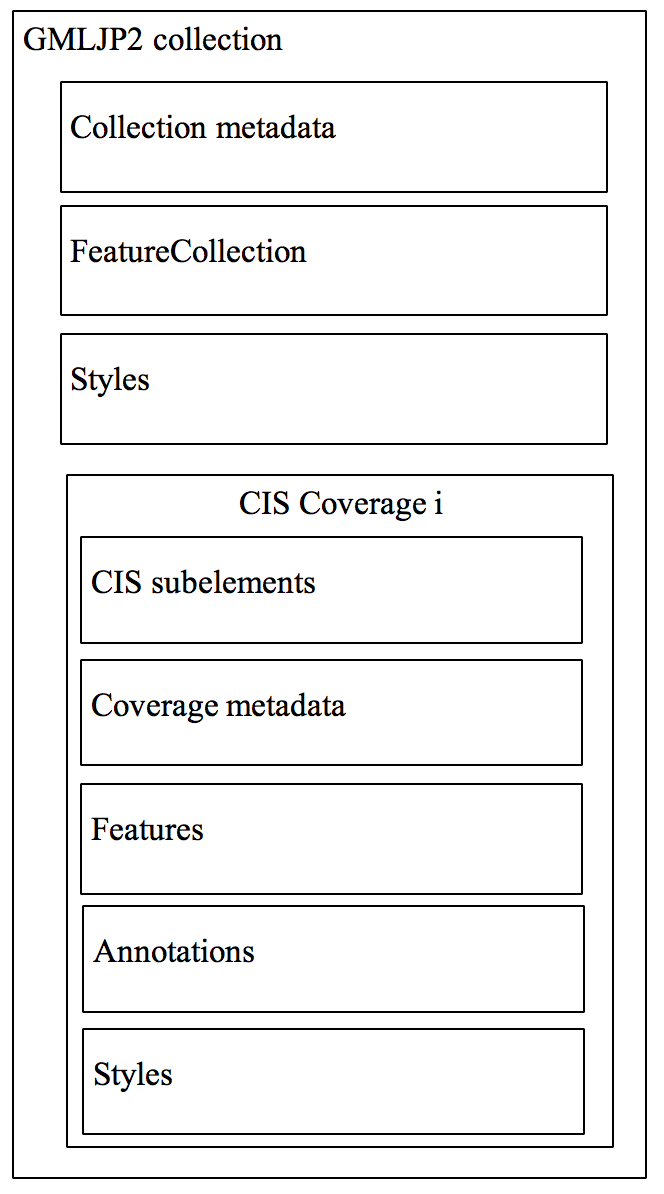 GMLJP2 collection
Collection metadata
FeatureCollection
Styles
CIS Coverage i
CIS subelements
Coverage metadata
Features
Annotations
Styles